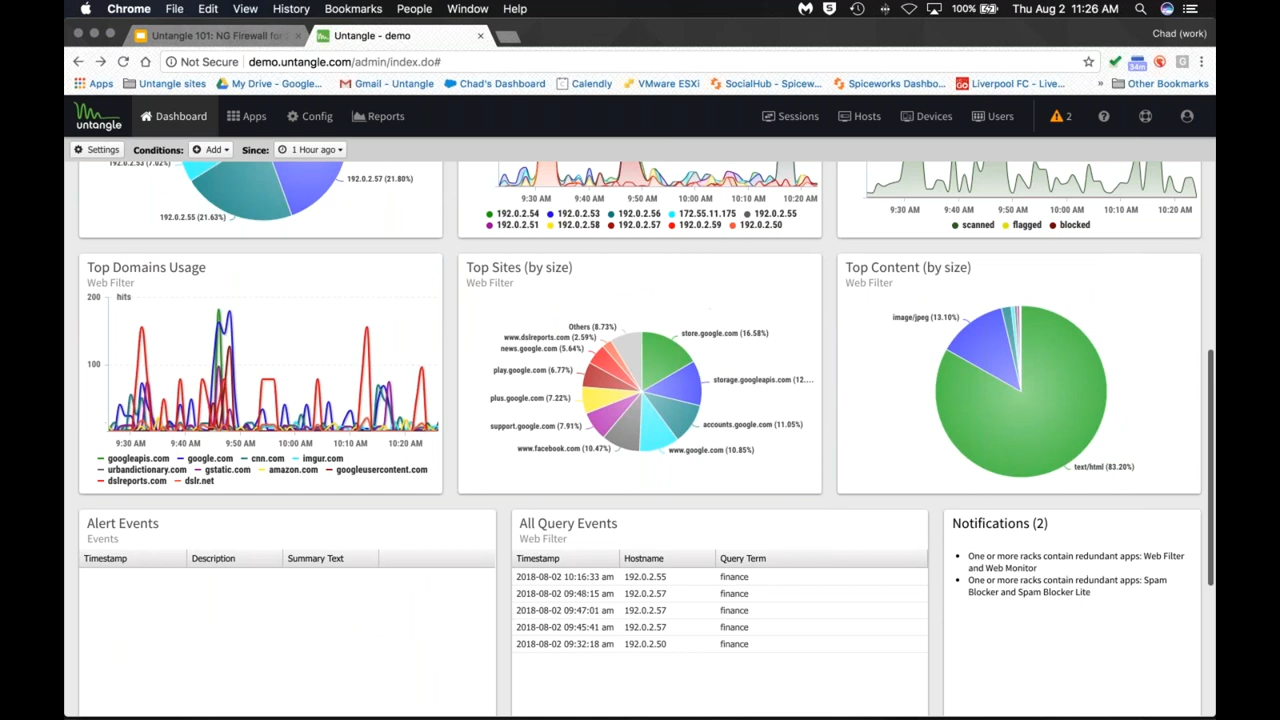 Chrome File Edit View History Bookmarks People Window Help 100% Thu Aug 2 11:26 AM
Untangle 101: NG Firewall for Untangle - demo Chad (work)
Not Secure demo.untangle.com/admin/index.do#
34m
Apps Untangle sites My Drive - Google... Gmail - Untangle Chad's Dashboard Calendly VMware ESXi SocialHub - Spicew... Spiceworks Dashbo... Liverpool FC - Live... » Other Bookmarks
untangle Dashboard Apps Config Reports Sessions Hosts Devices Users 2
Settings Conditions: Add Since: 1 Hour ago
192.0.2.53 (7.02%)
192.0.2.57 (21.80%)
192.0.2.55 (21.63%)
9:30 AM 9:40 AM 9:50 AM 10:00 AM 10:10 AM 10:20 AM
192.0.2.54 192.0.2.53 192.0.2.56 172.55.11.175 192.0.2.55
192.0.2.51 192.0.2.58 192.0.2.57 192.0.2.59 192.0.2.50
9:30 AM 9:40 AM 9:50 AM 10:00 AM 10:10 AM 10:20 AM
scanned flagged blocked
Top Domains Usage
Web Filter
200 hits
100
9:30 AM 9:40 AM 9:50 AM 10:00 AM 10:10 AM 10:20 AM
googleapis.com google.com cnn.com imgur.com
urbandictionary.com gstatic.com amazon.com googleusercontent.com
dslreports.com dslr.net
Top Sites (by size)
Web Filter
Others (8.73%)
store.google.com (16.58%)
www.dslreports.com (2.59%)
news.google.com (5.64%)
play.google.com (6.77%)
storage.googleapis.com (12....
plus.google.com (7.22%)
support.google.com (7.91%)
accounts.google.com (11.05%)
www.facebook.com (10.47%)
www.google.com (10.85%)
Top Content (by size)
Web Filter
image/jpeg (13.10%)
text/html (83.20%)
Alert Events
Events
Timestamp Description Summary Text
All Query Events
Web Filter
Timestamp Hostname Query Term
2018-08-02 10:16:33 am 192.0.2.55 finance
2018-08-02 09:48:15 am 192.0.2.57 finance
2018-08-02 09:47:01 am 192.0.2.57 finance
2018-08-02 09:45:41 am 192.0.2.57 finance
2018-08-02 09:32:18 am 192.0.2.50 finance
Notifications (2)
One or more racks contain redundant apps: Web Filter
and Web Monitor
One or more racks contain redundant apps: Spam
Blocker and Spam Blocker Lite